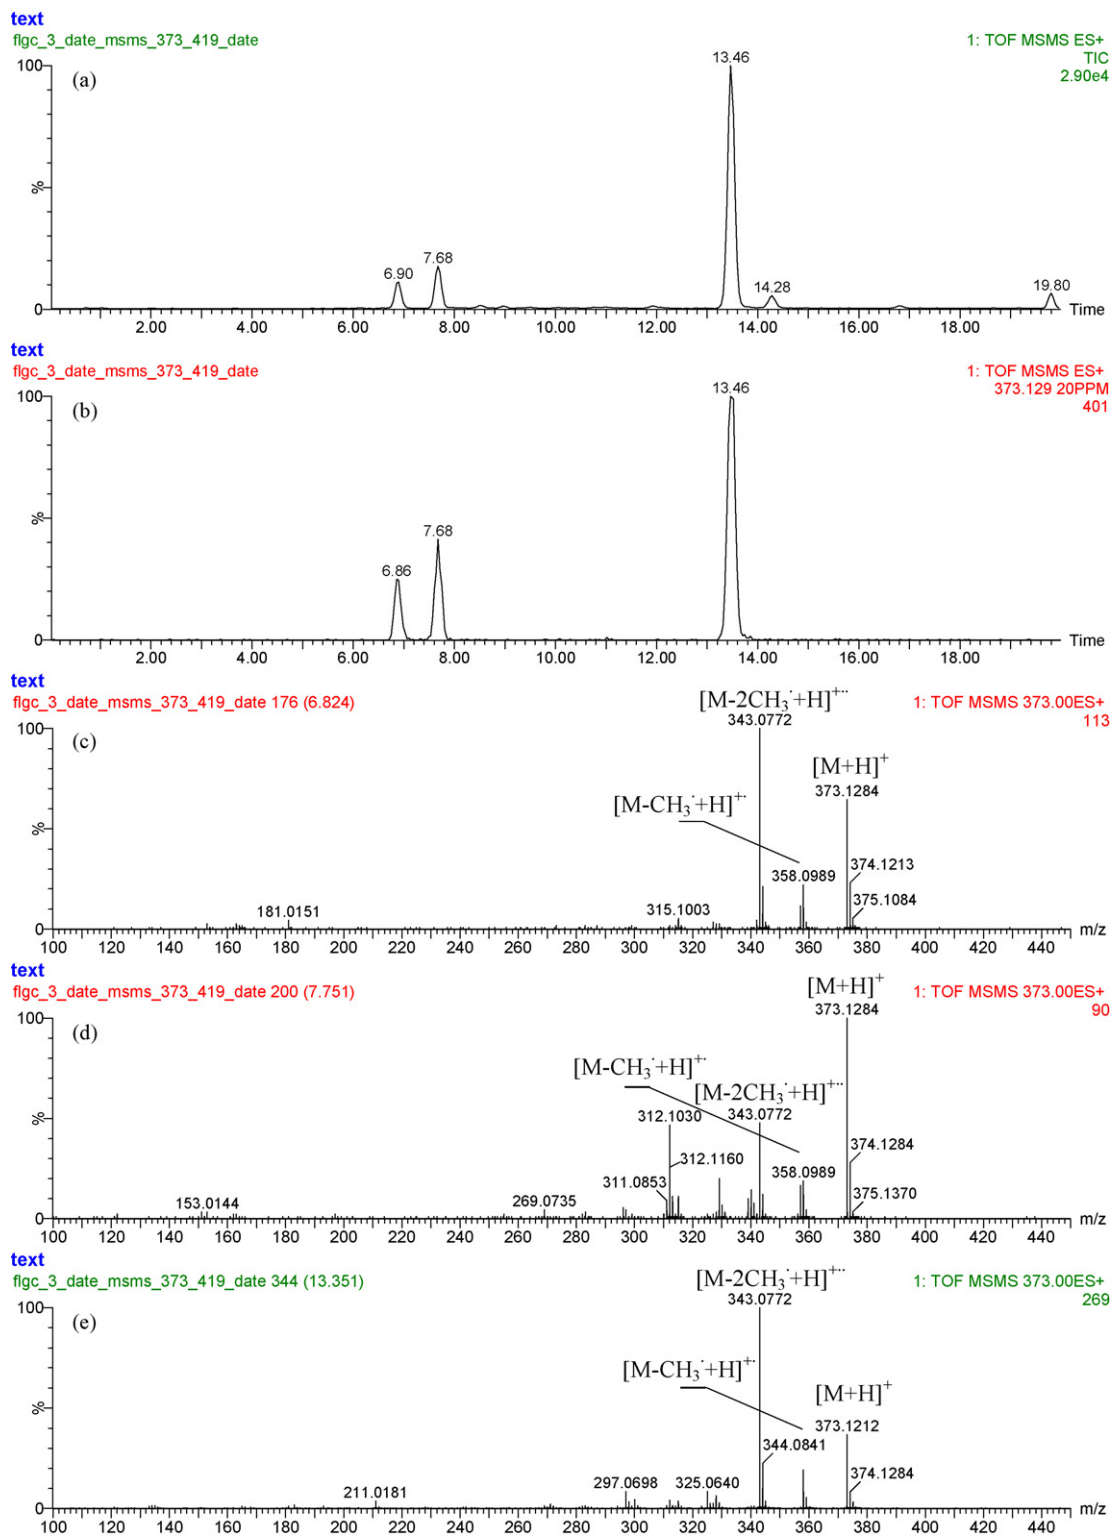 text
flgc_3_date_msms_373_419_date
1: TOF MSMS ES+
TIC
2.90e4
(a)
100
%
0
6.90
7.68
13.46
14.28
19.80
2.00 4.00 6.00 8.00 10.00 12.00 14.00 16.00 18.00
Time
text
flgc_3_date_msms_373_419_date
1: TOF MSMS ES+
373.129 20PPM
401
(b)
100
%
0
6.86
7.68
13.46
2.00 4.00 6.00 8.00 10.00 12.00 14.00 16.00 18.00
Time
text
flgc_3_date_msms_373_419_date 176 (6.824)
1: TOF MSMS 373.00ES+
113
(c)
100
%
0
[M-2CH₃˙+H]⁺˙˙
343.0772
[M+H]⁺
373.1284
[M-CH₃˙+H]⁺˙
358.0989
374.1213
375.1084
315.1003
181.0151
100 120 140 160 180 200 220 240 260 280 300 320 340 360 380 400 420 440
m/z
text
flgc_3_date_msms_373_419_date 200 (7.751)
1: TOF MSMS 373.00ES+
90
(d)
100
%
0
[M+H]⁺
373.1284
[M-CH₃˙+H]⁺˙
[M-2CH₃˙+H]⁺˙˙
312.1030
343.0772
312.1160
374.1284
358.0989
311.0853
375.1370
153.0144
269.0735
100 120 140 160 180 200 220 240 260 280 300 320 340 360 380 400 420 440
m/z
text
flgc_3_date_msms_373_419_date 344 (13.351)
1: TOF MSMS 373.00ES+
269
(e)
100
%
0
[M-2CH₃˙+H]⁺˙˙
343.0772
[M-CH₃˙+H]⁺˙
[M+H]⁺
373.1212
344.0841
297.0698
325.0640
374.1284
211.0181
100 120 140 160 180 200 220 240 260 280 300 320 340 360 380 400 420 440
m/z